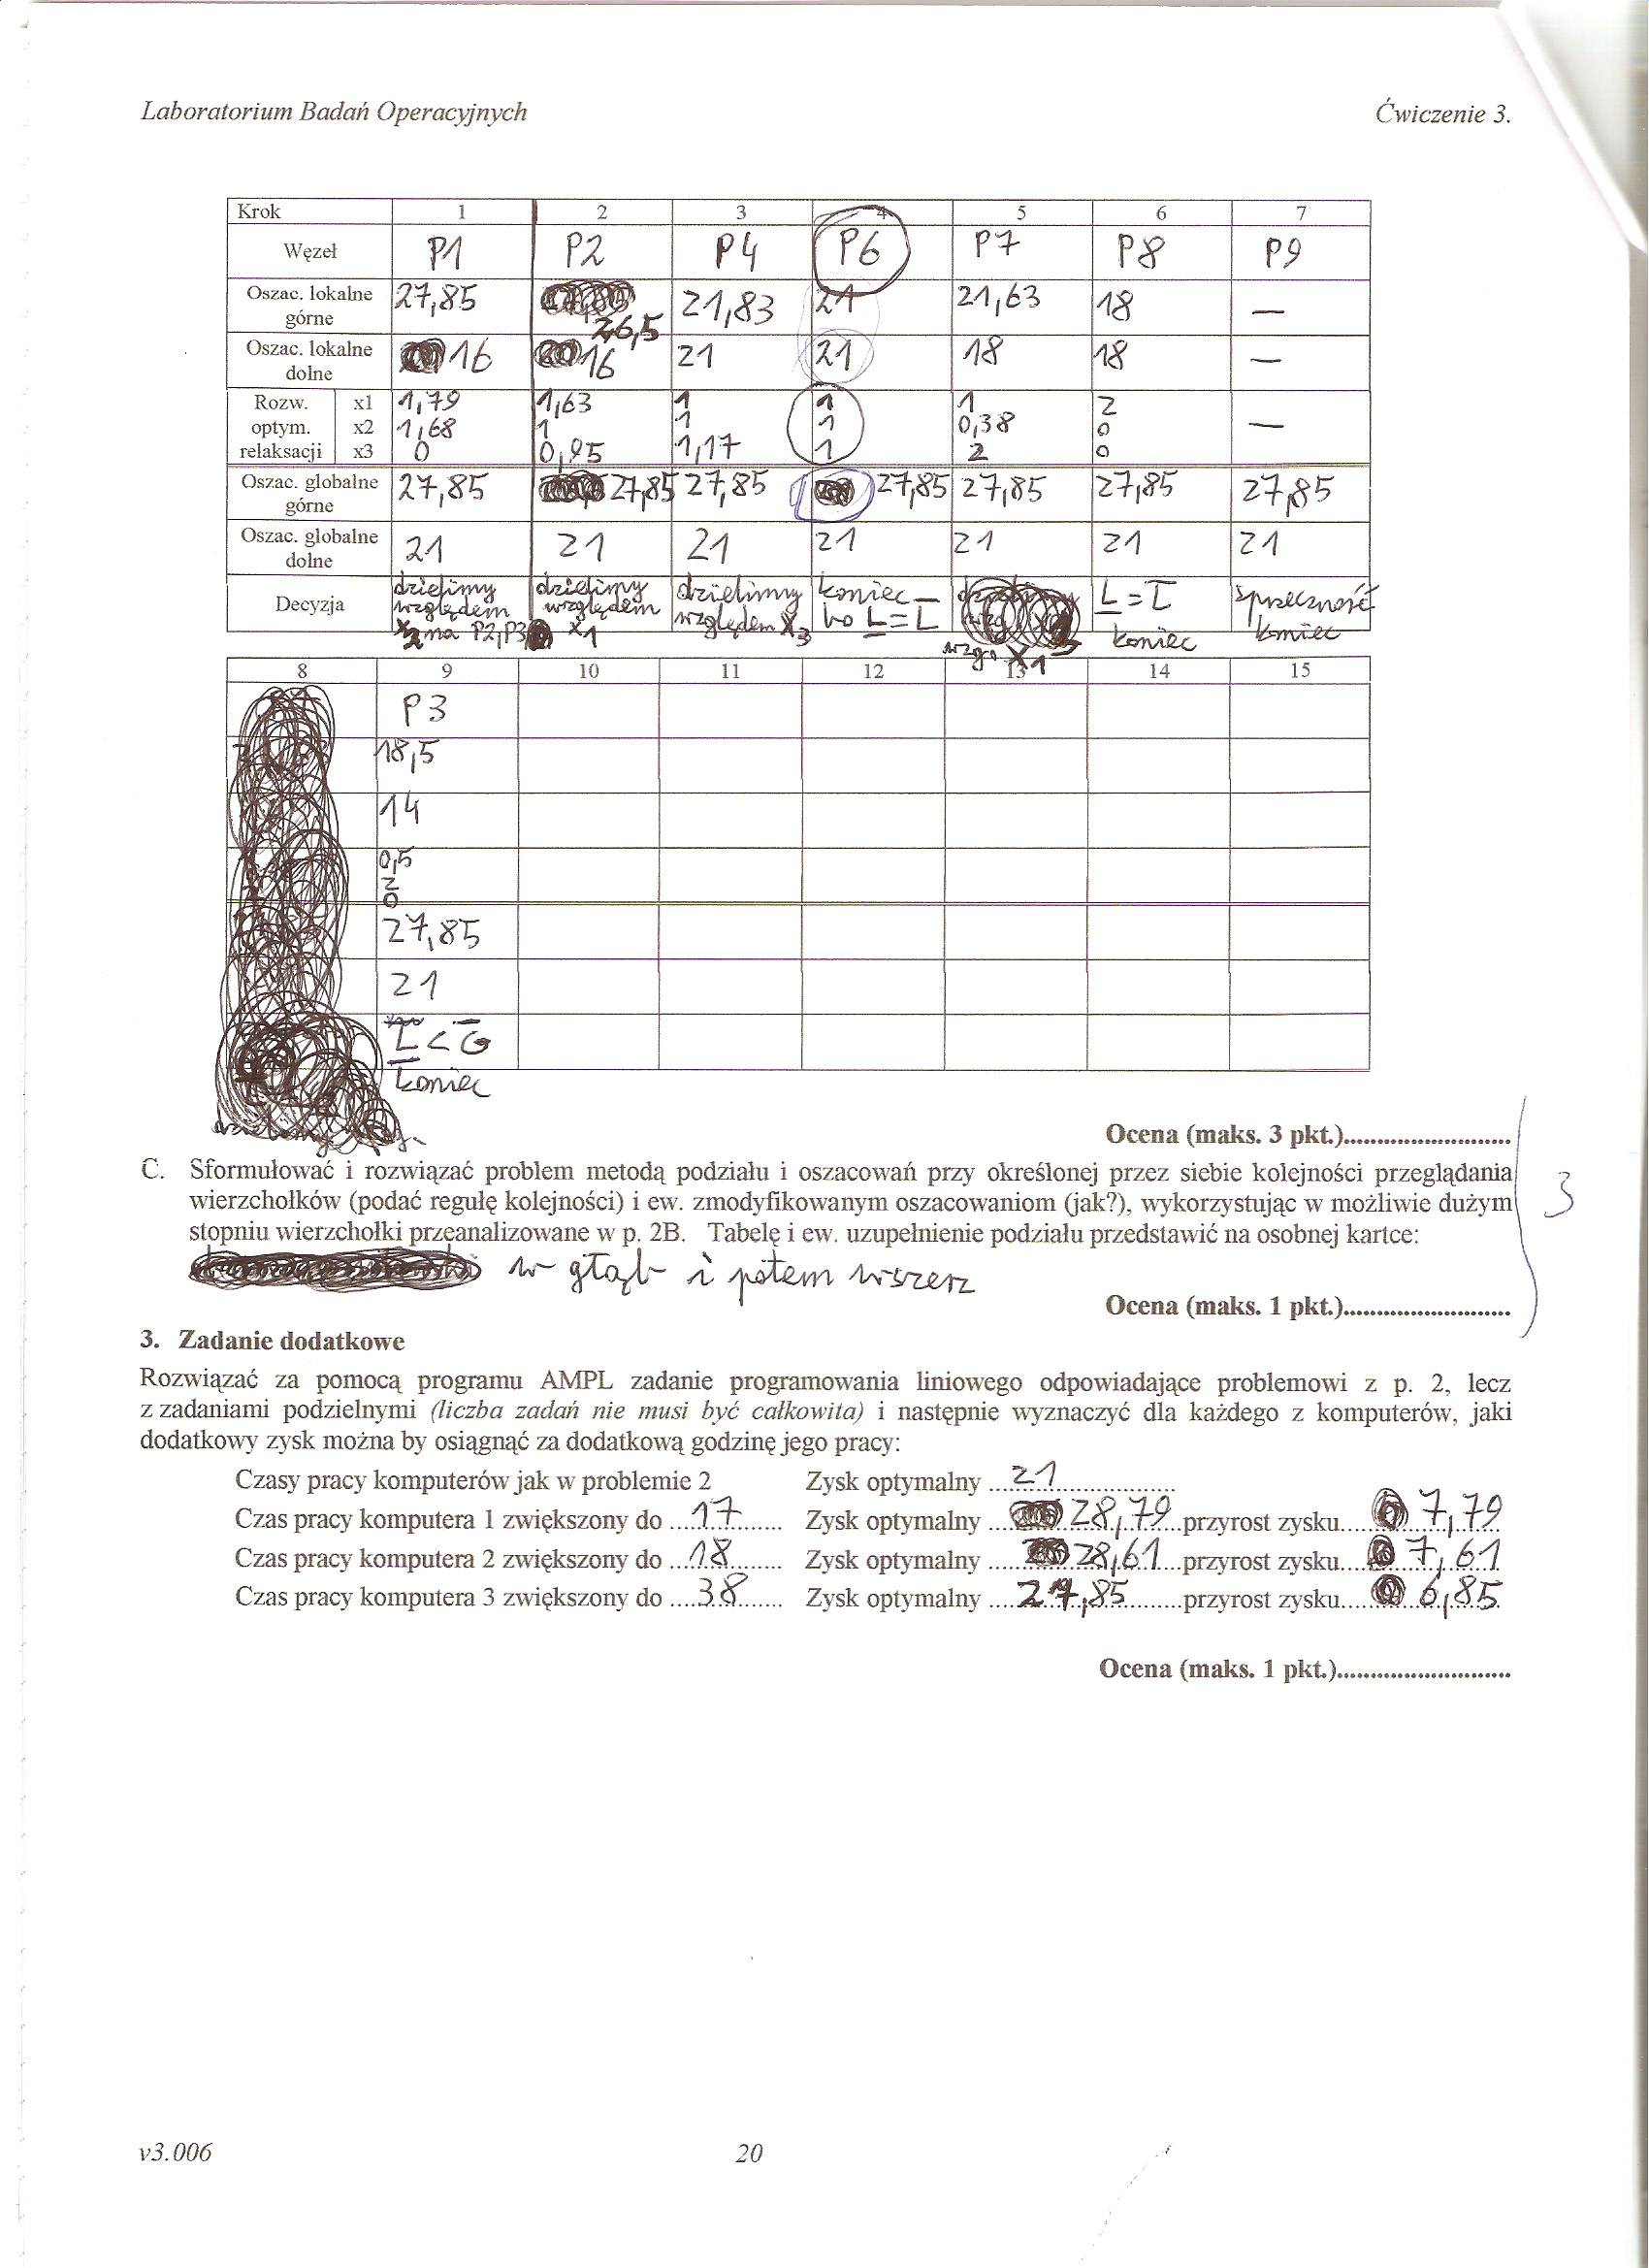 Laboratorium Badań Operacyjnych Ćwiczenie 3.
Krok 1 2 3 4 5 6 7
Węzeł P1 P2 P4 P6 P7 P8 P9
Oszac. lokalne górne 27,85 26,5 21,83 21 21,63 18 —
Oszac. lokalne dolne 16 16 21 21 18 18 —
Rozw. x1 1,79 1,63 1 1 1 2
optym. x2 1,68 1 1 1 0,38 0 —
relaksacji x3 0 0,95 1,17 1 2 0
Oszac. globalne górne 27,85 27,85 27,85 27,85 27,85 27,85 27,85
Oszac. globalne dolne 21 21 21 21 21 21 21
Decyzja dzielimy względem x2 na P2,P3 dzielimy względem x1 dzielimy względem x3 koniec bo L = L wzg. x1 L = L koniec sprzeczność koniec
8 9 10 11 12 13 14 15
P3
18,5
14
0,5
2
0
27,85
21
L < G
koniec
Ocena (maks. 3 pkt.)..........................
C. Sformułować i rozwiązać problem metodą podziału i oszacowań przy określonej przez siebie kolejności przeglądania
wierzchołków (podać regułę kolejności) i ew. zmodyfikowanym oszacowaniom (jak?), wykorzystując w możliwie dużym
stopniu wierzchołki przeanalizowane w p. 2B. Tabelę i ew. uzupełnienie podziału przedstawić na osobnej kartce:
3
w głąb i potem wszerz
Ocena (maks. 1 pkt.)..........................
3. Zadanie dodatkowe
Rozwiązać za pomocą programu AMPL zadanie programowania liniowego odpowiadające problemowi z p. 2, lecz
z zadaniami podzielnymi (liczba zadań nie musi być całkowita) i następnie wyznaczyć dla każdego z komputerów, jaki
dodatkowy zysk można by osiągnąć za dodatkową godzinę jego pracy:
Czasy pracy komputerów jak w problemie 2 Zysk optymalny ...21...................
Czas pracy komputera 1 zwiększony do ....17....... Zysk optymalny ....28,79...przyrost zysku....7,79
Czas pracy komputera 2 zwiększony do ...18....... Zysk optymalny ....28,61...przyrost zysku....7,61
Czas pracy komputera 3 zwiększony do ....38....... Zysk optymalny ....27,85.........przyrost zysku.....6,85
Ocena (maks. 1 pkt.)..........................
v3.006 20